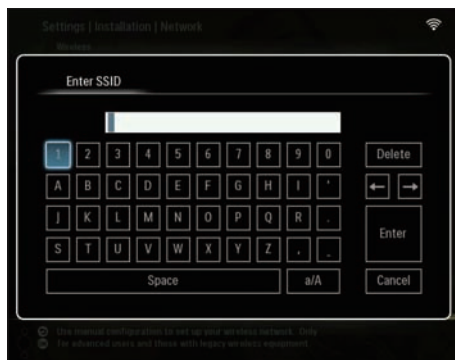 Settings | Installation | Network
Wireless
Enter SSID
1 2 3 4 5 6 7 8 9 0 Delete
A B C D E F G H I ' ← →
J K L M N O P Q R . Enter
S T U V W X Y Z , _
Space a/A Cancel
Use manual configuration to set up your wireless network. Only
for advanced users and those with legacy wireless equipment.